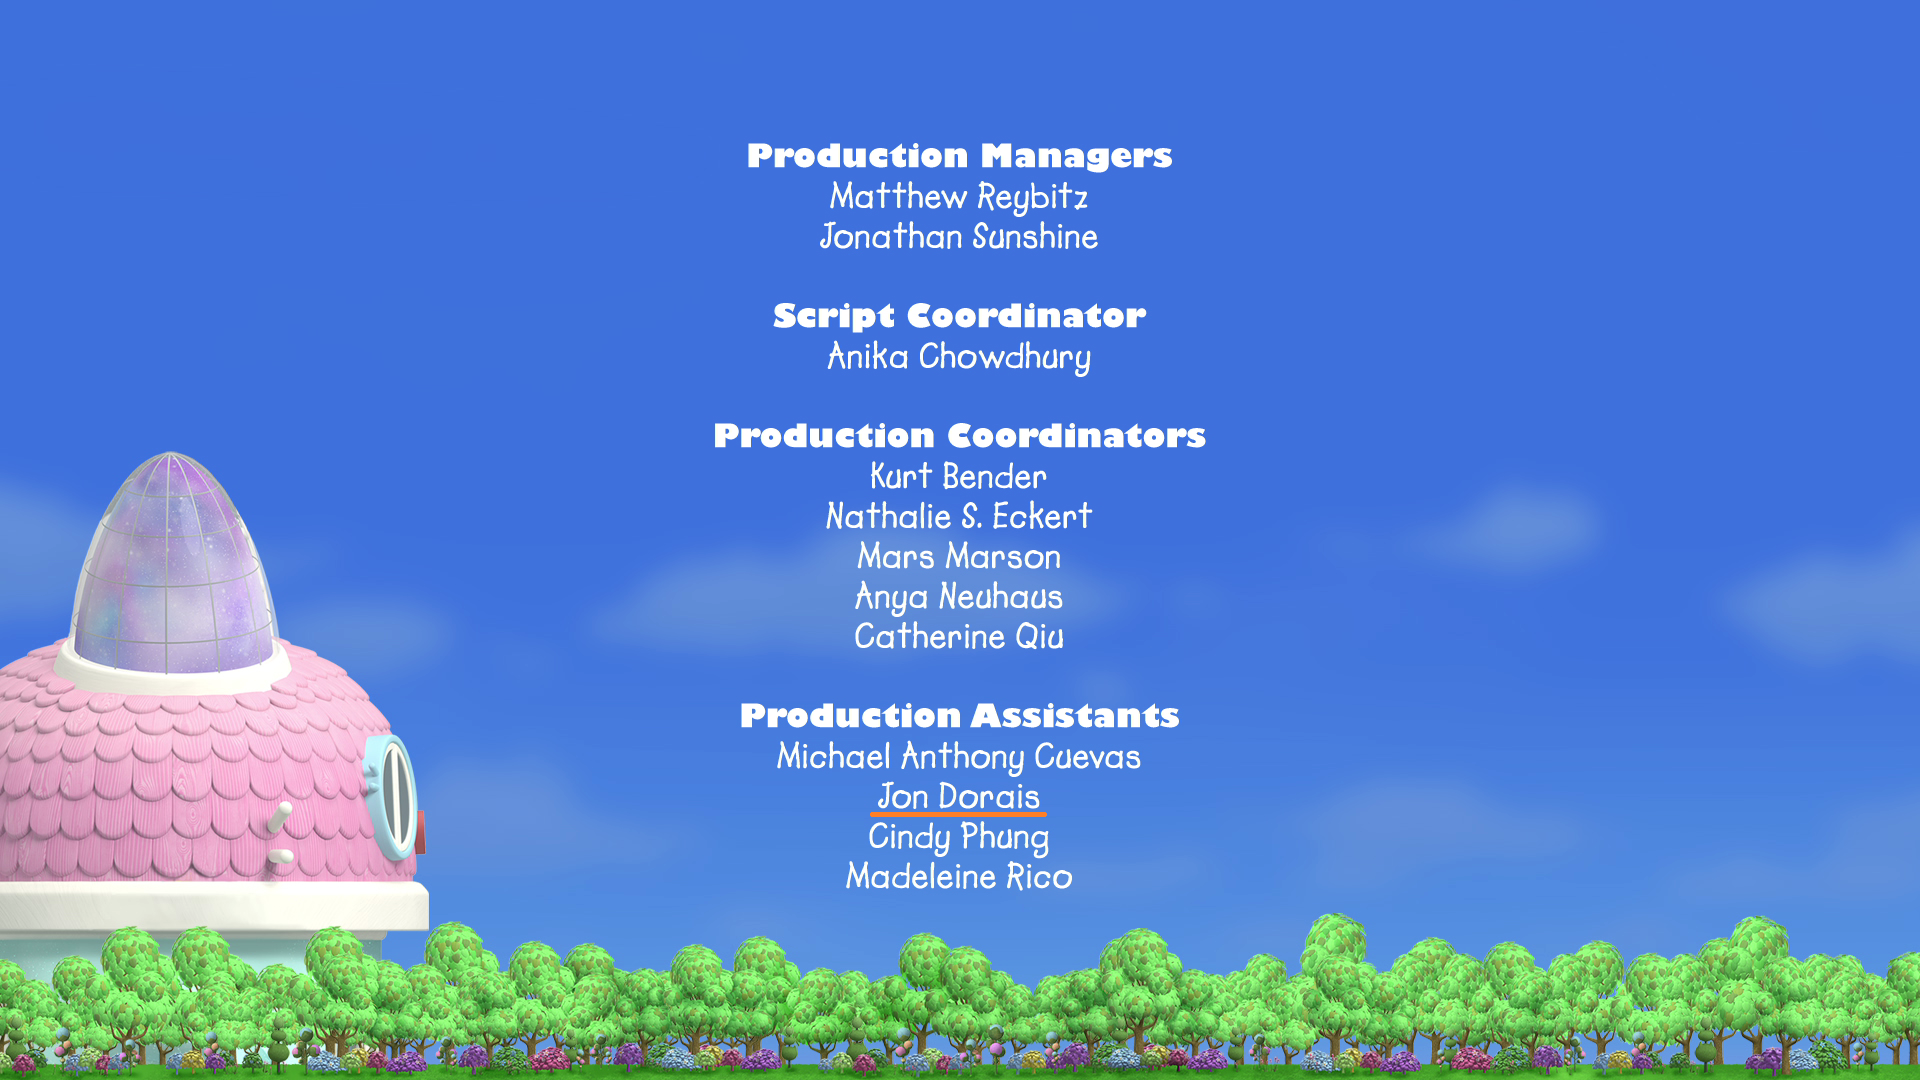 Production Managers
Matthew Reybitz
Jonathan Sunshine
Script Coordinator
Anika Chowdhury
Production Coordinators
Kurt Bender
Nathalie S. Eckert
Mars Marson
Anya Neuhaus
Catherine Qiu
Production Assistants
Michael Anthony Cuevas
Jon Dorais
Cindy Phung
Madeleine Rico